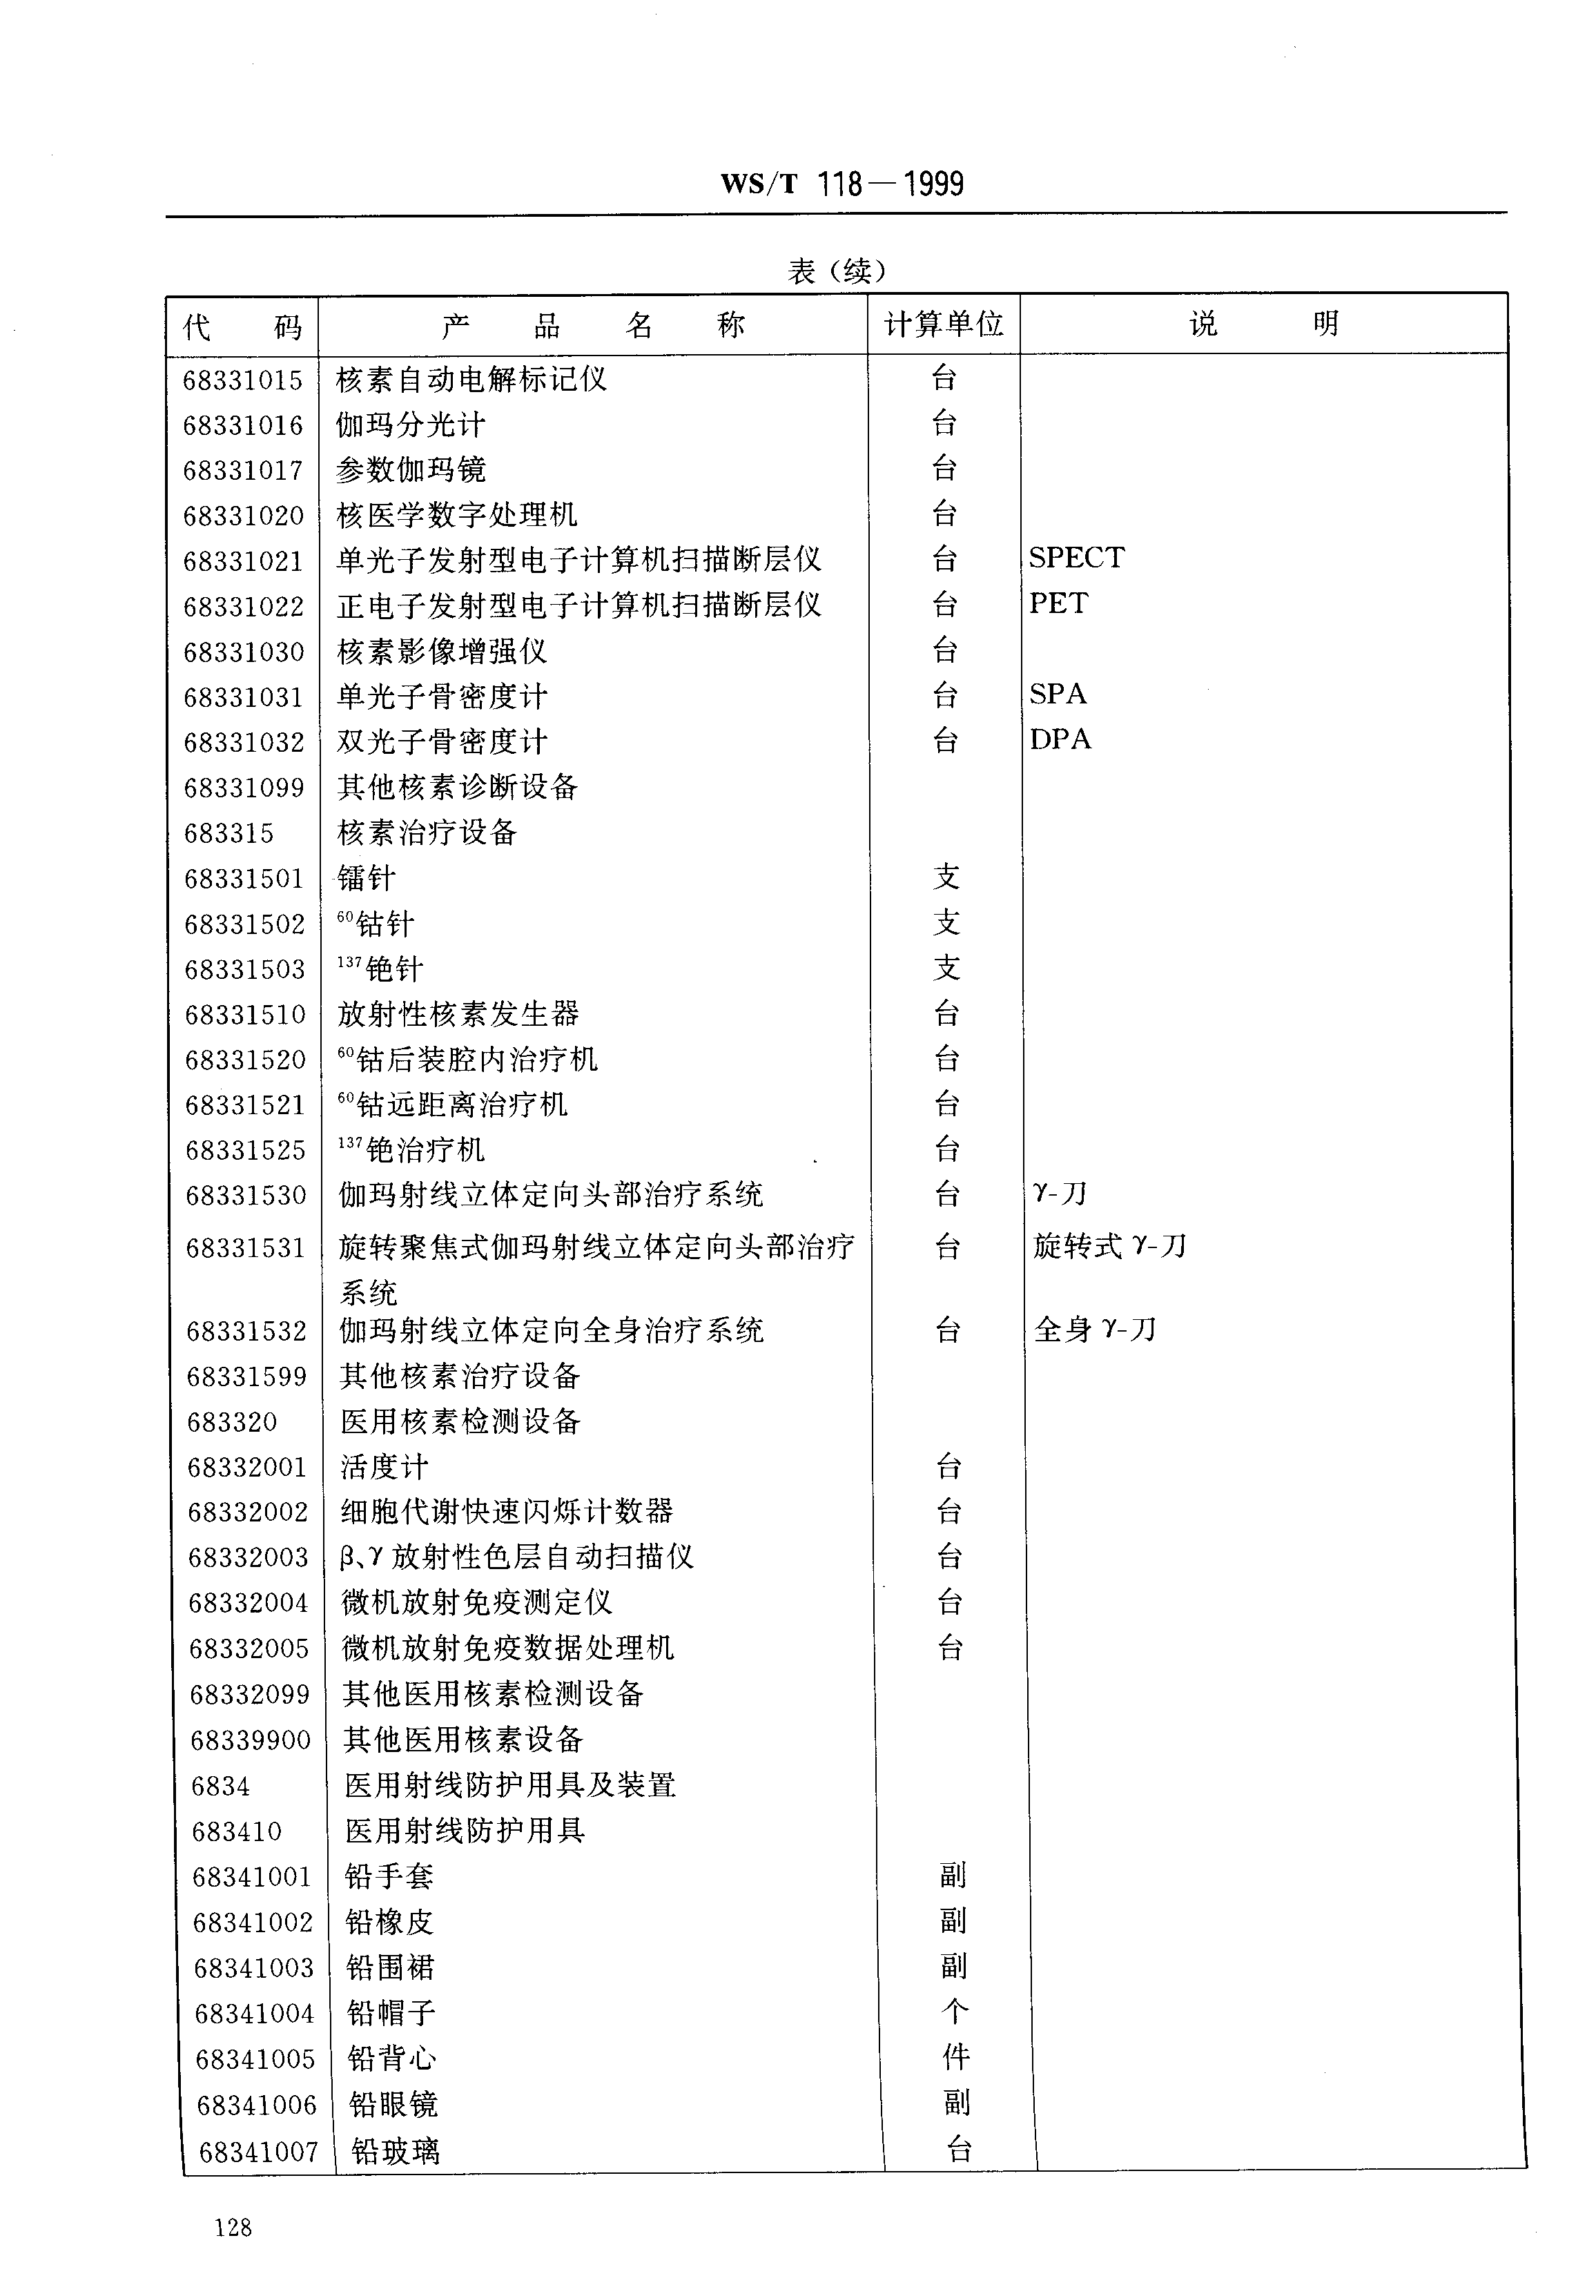 WS/T 118—1999
表(续)
代 码 产 品 名 称 计算单位 说 明
68331015 核素自动电解标记仪 台
68331016 伽玛分光计 台
68331017 参数伽玛镜 台
68331020 核医学数字处理机 台
68331021 单光子发射型电子计算机扫描断层仪 台 SPECT
68331022 正电子发射型电子计算机扫描断层仪 台 PET
68331030 核素影像增强仪 台
68331031 单光子骨密度计 台 SPA
68331032 双光子骨密度计 台 DPA
68331099 其他核素诊断设备
683315 核素治疗设备
68331501 镭针 支
68331502 ⁶⁰钴针 支
68331503 ¹³⁷铯针 支
68331510 放射性核素发生器 台
68331520 ⁶⁰钴后装腔内治疗机 台
68331521 ⁶⁰钴远距离治疗机 台
68331525 ¹³⁷铯治疗机 台
68331530 伽玛射线立体定向头部治疗系统 台 γ-刀
68331531 旋转聚焦式伽玛射线立体定向头部治疗 台 旋转式 γ-刀
系统
68331532 伽玛射线立体定向全身治疗系统 台 全身 γ-刀
68331599 其他核素治疗设备
683320 医用核素检测设备
68332001 活度计 台
68332002 细胞代谢快速闪烁计数器 台
68332003 β、γ 放射性色层自动扫描仪 台
68332004 微机放射免疫测定仪 台
68332005 微机放射免疫数据处理机 台
68332099 其他医用核素检测设备
68339900 其他医用核素设备
6834 医用射线防护用具及装置
683410 医用射线防护用具
68341001 铅手套 副
68341002 铅橡皮 副
68341003 铅围裙 副
68341004 铅帽子 个
68341005 铅背心 件
68341006 铅眼镜 副
68341007 铅玻璃 台
128